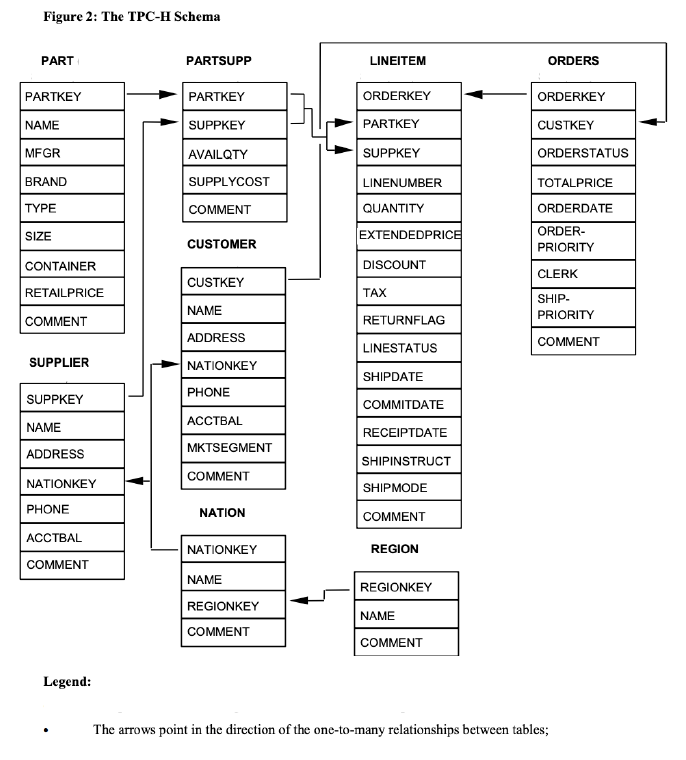 Figure 2: The TPC-H Schema
PART
PARTKEY
NAME
MFGR
BRAND
TYPE
SIZE
CONTAINER
RETAILPRICE
COMMENT
SUPPLIER
SUPPKEY
NAME
ADDRESS
NATIONKEY
PHONE
ACCTBAL
COMMENT
PARTSUPP
PARTKEY
SUPPKEY
AVAILQTY
SUPPLYCOST
COMMENT
CUSTOMER
CUSTKEY
NAME
ADDRESS
NATIONKEY
PHONE
ACCTBAL
MKTSEGMENT
COMMENT
NATION
NATIONKEY
NAME
REGIONKEY
COMMENT
LINEITEM
ORDERKEY
PARTKEY
SUPPKEY
LINENUMBER
QUANTITY
EXTENDEDPRICE
DISCOUNT
TAX
RETURNFLAG
LINESTATUS
SHIPDATE
COMMITDATE
RECEIPTDATE
SHIPINSTRUCT
SHIPMODE
COMMENT
REGION
REGIONKEY
NAME
COMMENT
ORDERS
ORDERKEY
CUSTKEY
ORDERSTATUS
TOTALPRICE
ORDERDATE
ORDER-
PRIORITY
CLERK
SHIP-
PRIORITY
COMMENT
Legend:
• The arrows point in the direction of the one-to-many relationships between tables;